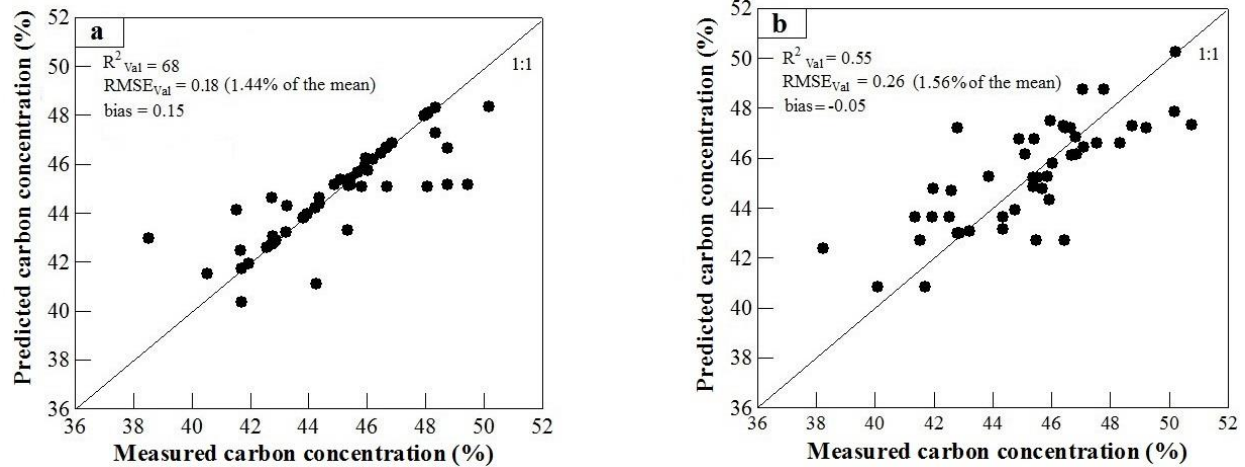 a
R²Val = 68
RMSEVal = 0.18 (1.44% of the mean)
bias = 0.15
1:1
Predicted carbon concentration (%)
52
50
48
46
44
42
40
38
36
36 38 40 42 44 46 48 50 52
Measured carbon concentration (%)
b
R²Val = 0.55
RMSEVal = 0.26 (1.56% of the mean)
bias=-0.05
1:1
Predicted carbon concentration (%)
52
50
48
46
44
42
40
38
36
36 40 42 44 46 48 50 52
Measured carbon concentration (%)